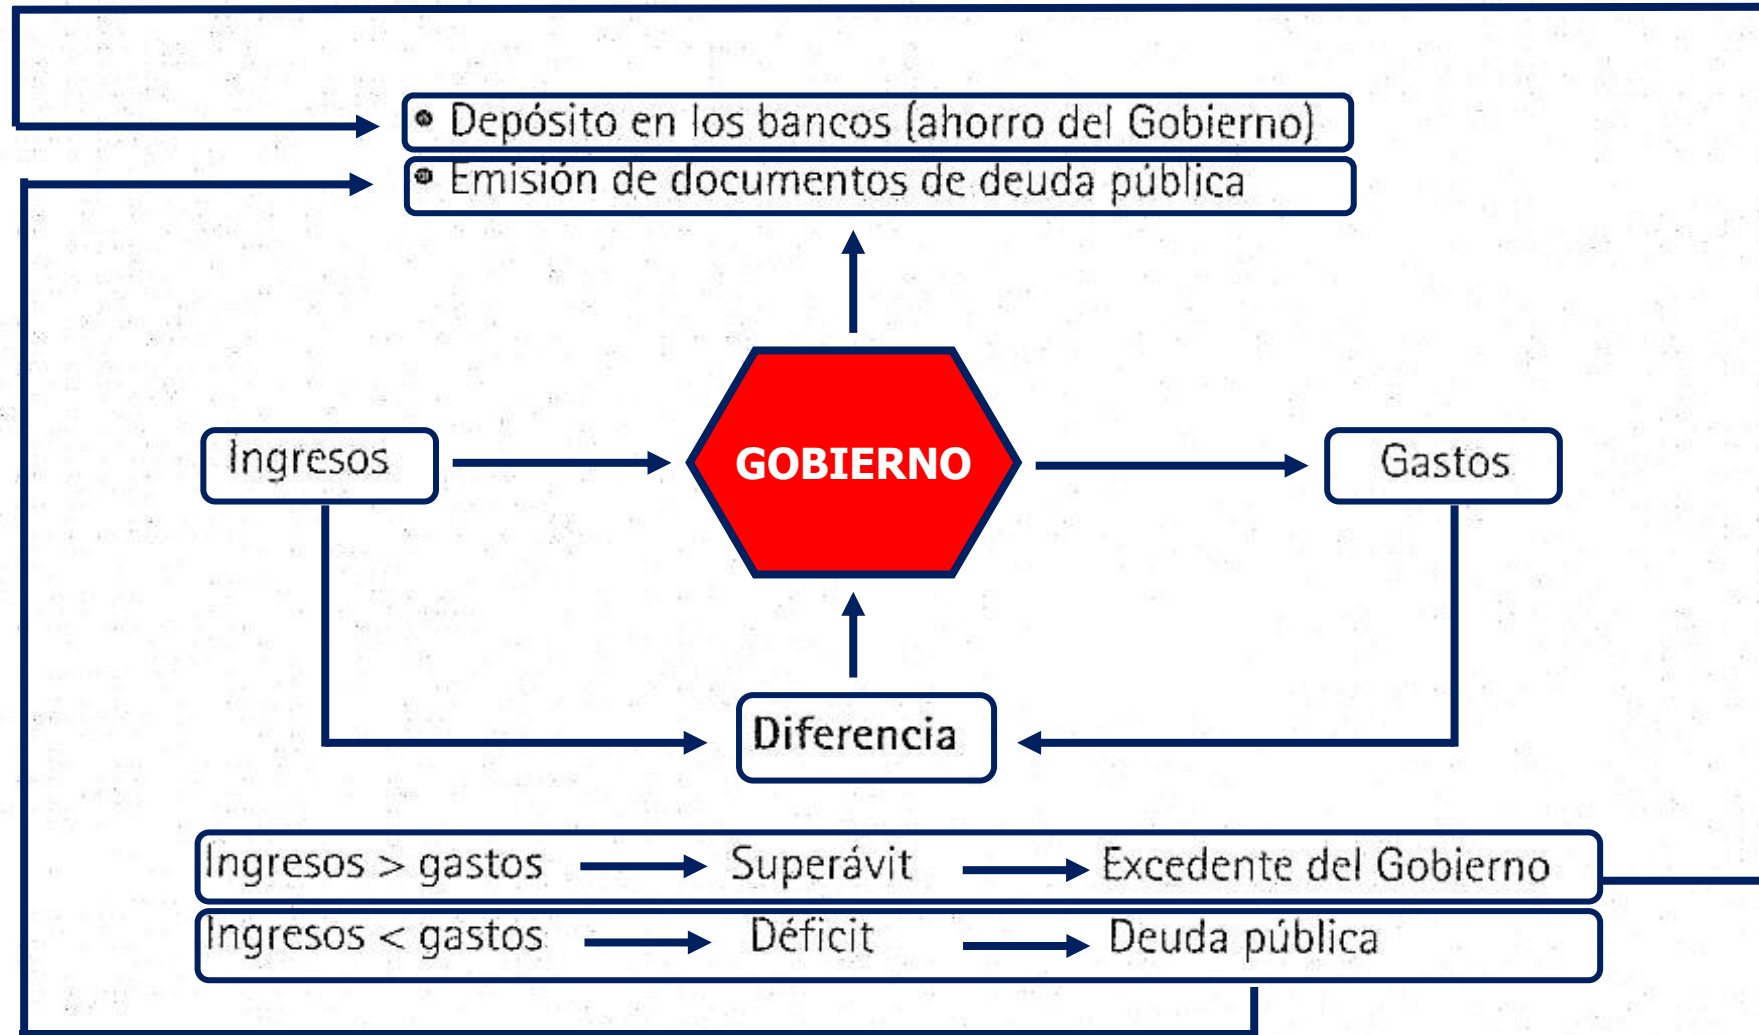 • Depósito en los bancos (ahorro del Gobierno)
• Emisión de documentos de deuda pública
Ingresos
GOBIERNO
Gastos
Diferencia
Ingresos > gastos Superávit Excedente del Gobierno
Ingresos < gastos Déficit Deuda pública